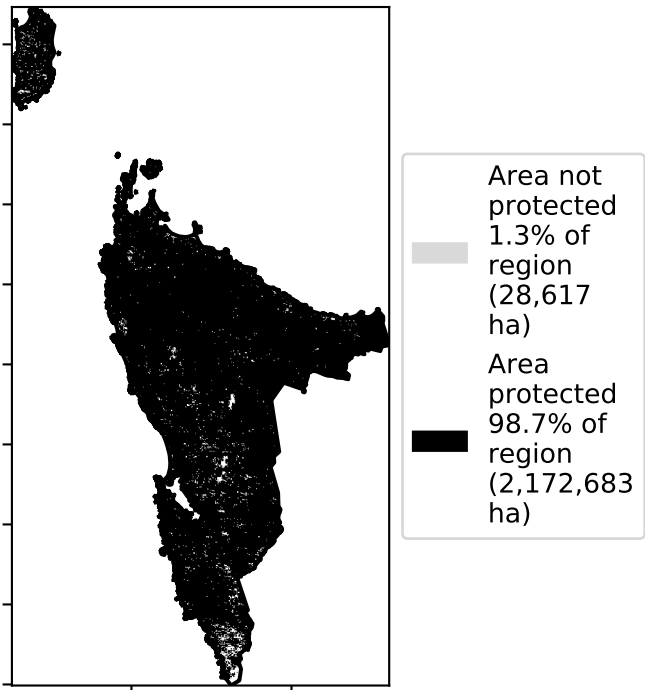 Area not
protected
1.3% of
region
(28,617
ha)
Area
protected
98.7% of
region
(2,172,683
ha)